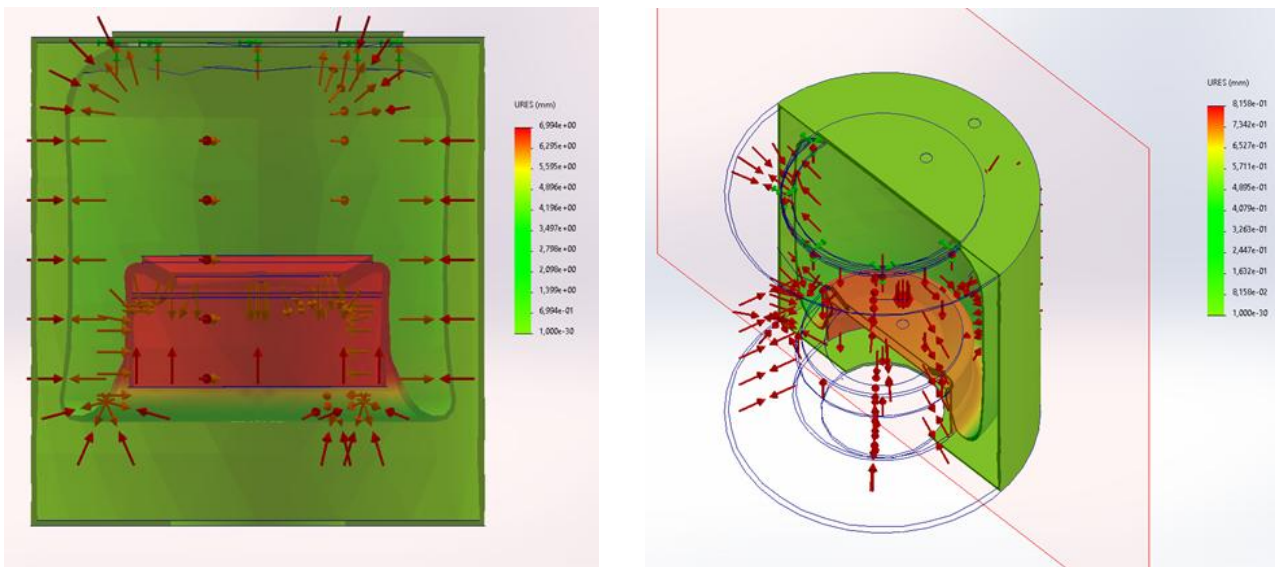 URES (mm)
6,994e+00
6,295e+00
5,595e+00
4,896e+00
4,196e+00
3,497e+00
2,798e+00
2,098e+00
1,399e+00
6,994e-01
1,000e-30
URES (mm)
8,158e-01
7,342e-01
6,527e-01
5,711e-01
4,895e-01
4,079e-01
3,263e-01
2,447e-01
1,632e-01
8,158e-02
1,000e-30